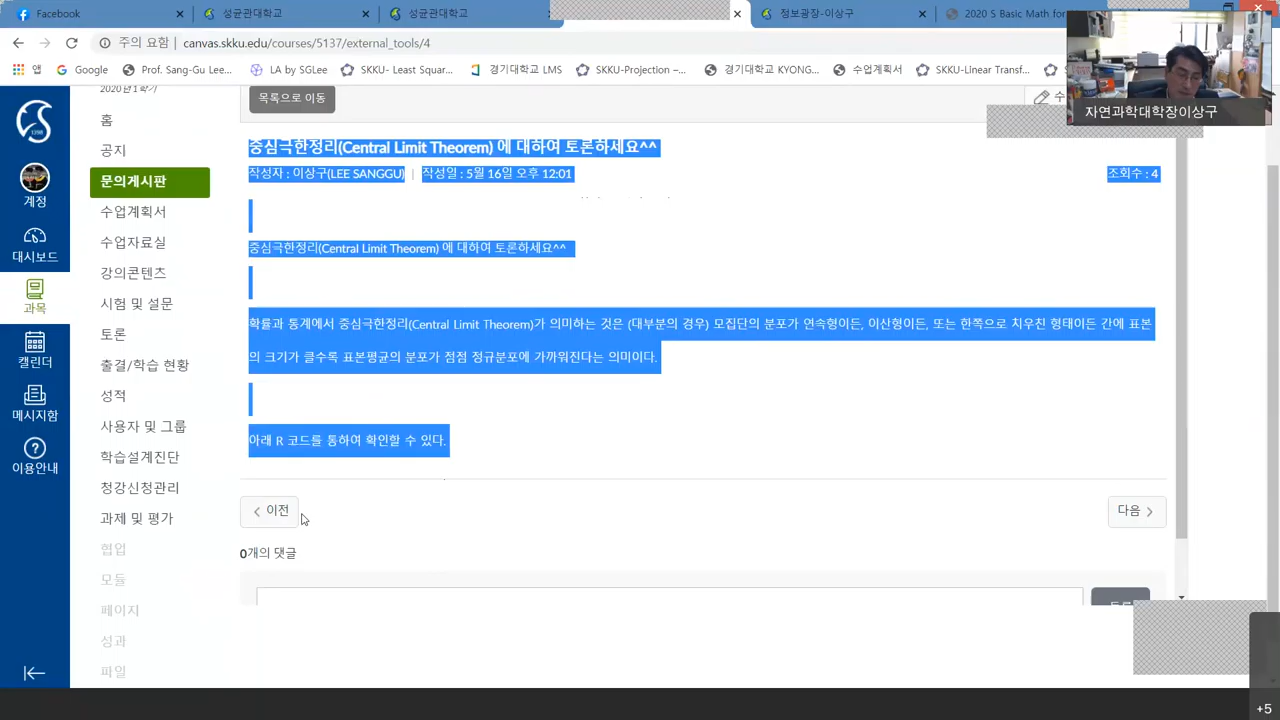 Facebook
성균관대학교
성균관대학교
정보광장-이상구
2020 S Basic Math for
주의 요함
canvas.skku.edu/courses/5137/external_tools/4
앱
Google
Prof. Sang-Gu Lee...
LA by SGLee
SKKU- Least Squar...
경기대학교 LMS
SKKU-Projection –...
경기대학교 KYONG...
수업계획서
SKKU-Linear Transf...
자연과학대학장이상구
2020년 1학기
목록으로 이동
수
홈
공지
문의게시판
수업계획서
수업자료실
강의콘텐츠
시험 및 설문
토론
출결/학습 현황
성적
사용자 및 그룹
학습설계진단
청강신청관리
과제 및 평가
협업
모듈
페이지
성과
파일
1398
계정
대시보드
과목
캘린더
메시지함
이용안내
중심극한정리(Central Limit Theorem) 에 대하여 토론하세요^^
작성자 : 이상구(LEE SANGGU) | 작성일 : 5월 16일 오후 12:01
조회수 : 4
중심극한정리(Central Limit Theorem) 에 대하여 토론하세요^^
확률과 통계에서 중심극한정리(Central Limit Theorem)가 의미하는 것은 (대부분의 경우) 모집단의 분포가 연속형이든, 이산형이든, 또는 한쪽으로 치우친 형태이든 간에 표본
의 크기가 클수록 표본평균의 분포가 점점 정규분포에 가까워진다는 의미이다.
아래 R 코드를 통하여 확인할 수 있다.
이전
다음
0개의 댓글
등록
+5